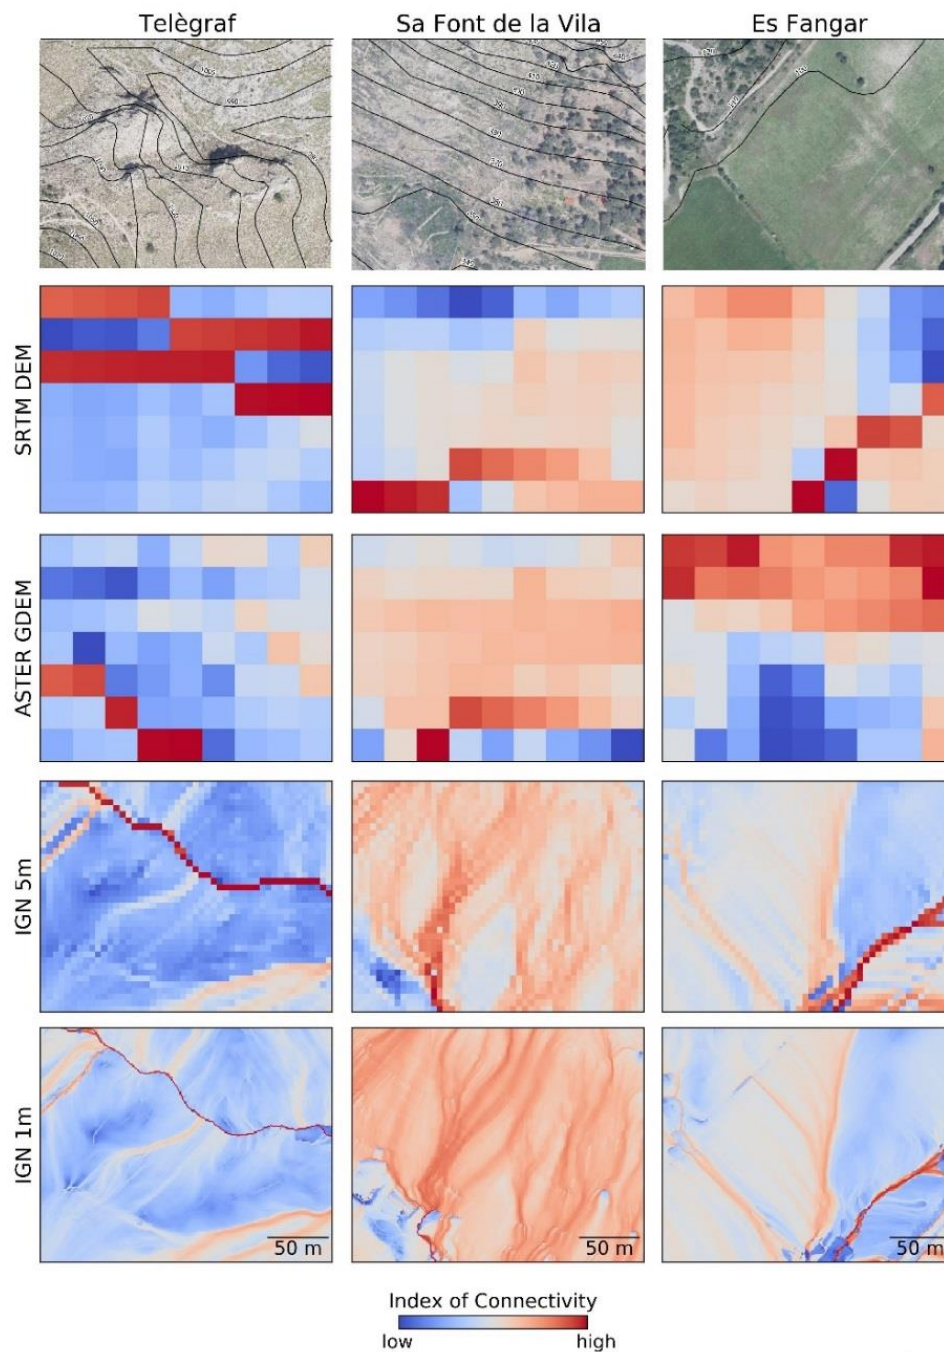 Telègraf
Sa Font de la Vila
Es Fangar
SRTM DEM
ASTER GDEM
IGN 5m
IGN 1m
50 m
50 m
50 m
Index of Connectivity
low
high